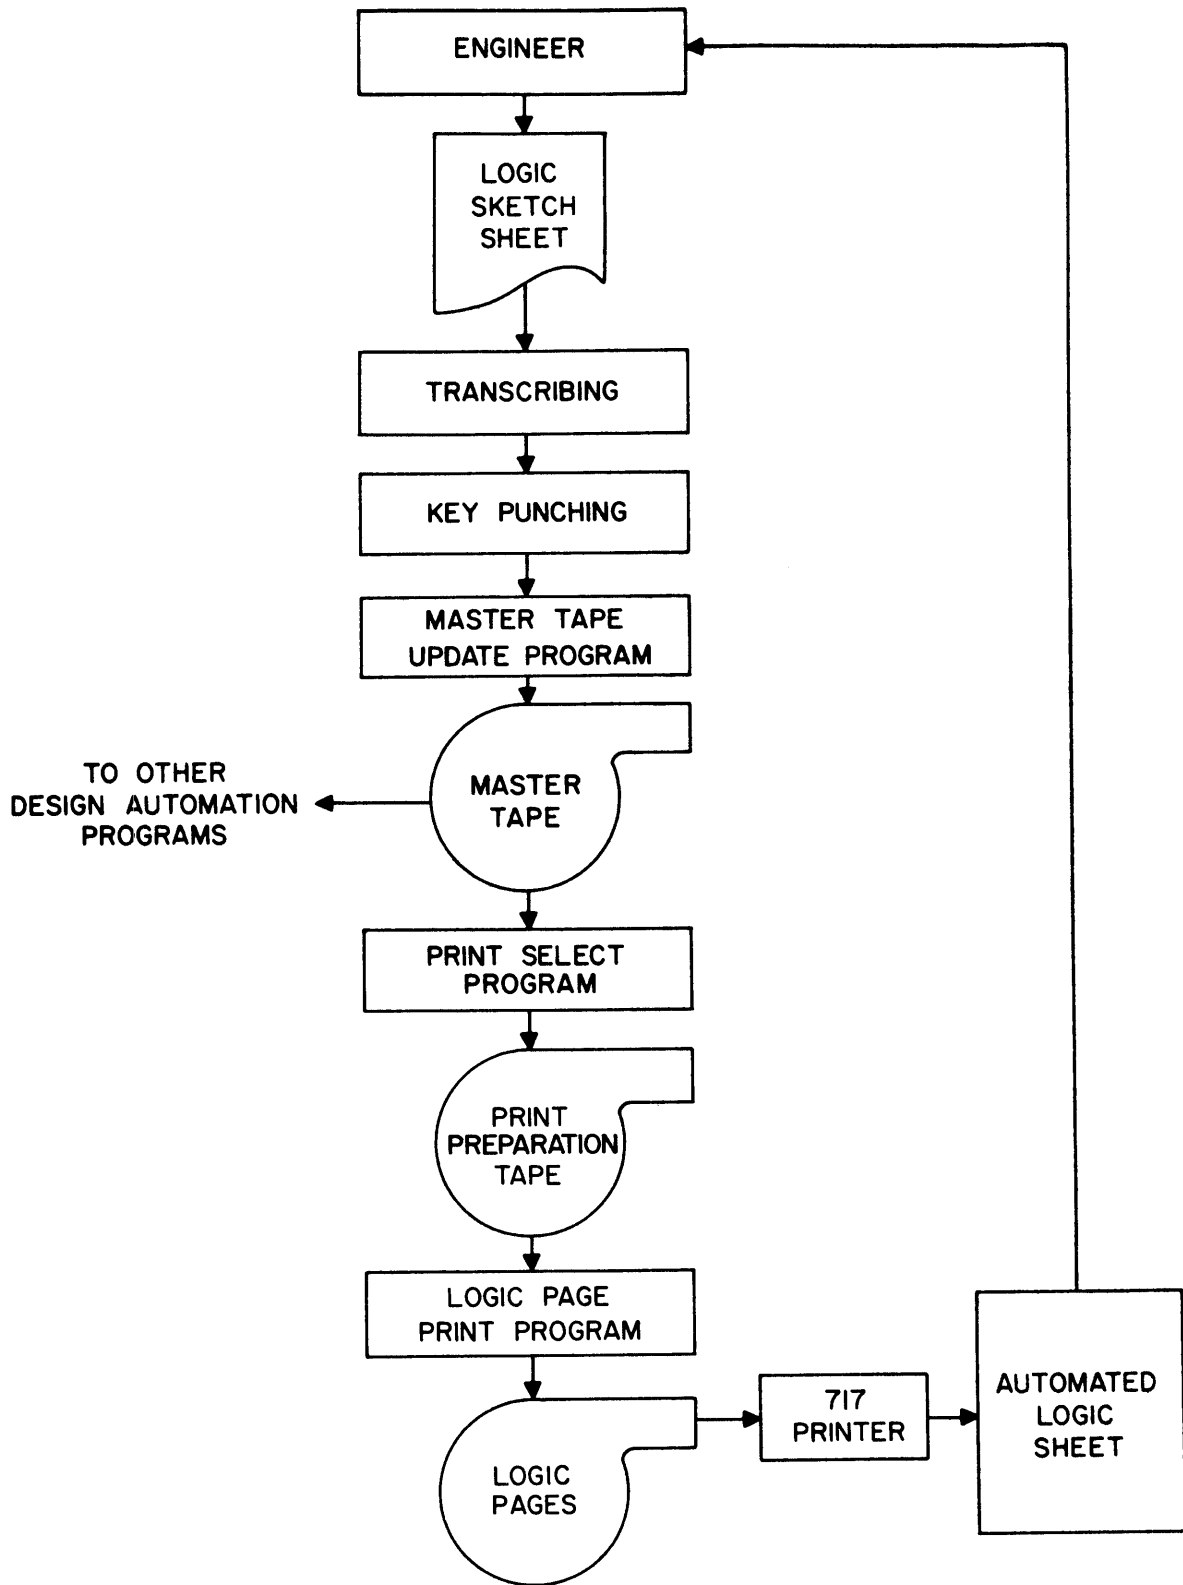 ENGINEER
LOGIC
SKETCH
SHEET
TRANSCRIBING
KEY PUNCHING
MASTER TAPE
UPDATE PROGRAM
MASTER
TAPE
TO OTHER
DESIGN AUTOMATION
PROGRAMS
PRINT SELECT
PROGRAM
PRINT
PREPARATION
TAPE
LOGIC PAGE
PRINT PROGRAM
LOGIC
PAGES
717
PRINTER
AUTOMATED
LOGIC
SHEET